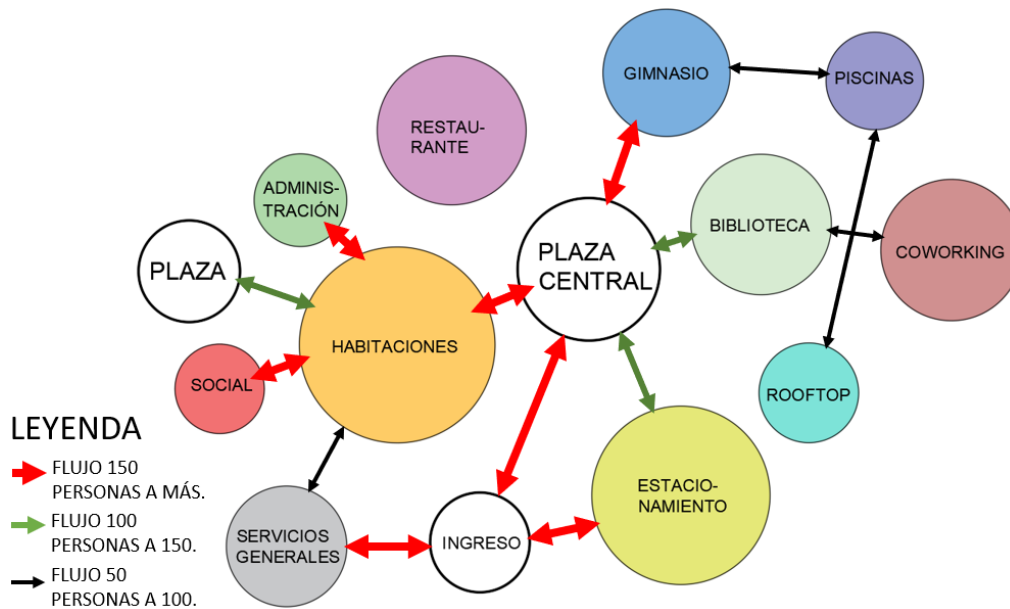 GIMNASIO
PISCINAS
RESTAU-
RANTE
ADMINIS-
TRACIÓN
BIBLIOTECA
COWORKING
PLAZA
PLAZA
CENTRAL
HABITACIONES
SOCIAL
ROOFTOP
LEYENDA
FLUJO 150
PERSONAS A MÁS.
FLUJO 100
PERSONAS A 150.
FLUJO 50
PERSONAS A 100.
SERVICIOS
GENERALES
INGRESO
ESTACIO-
NAMIENTO